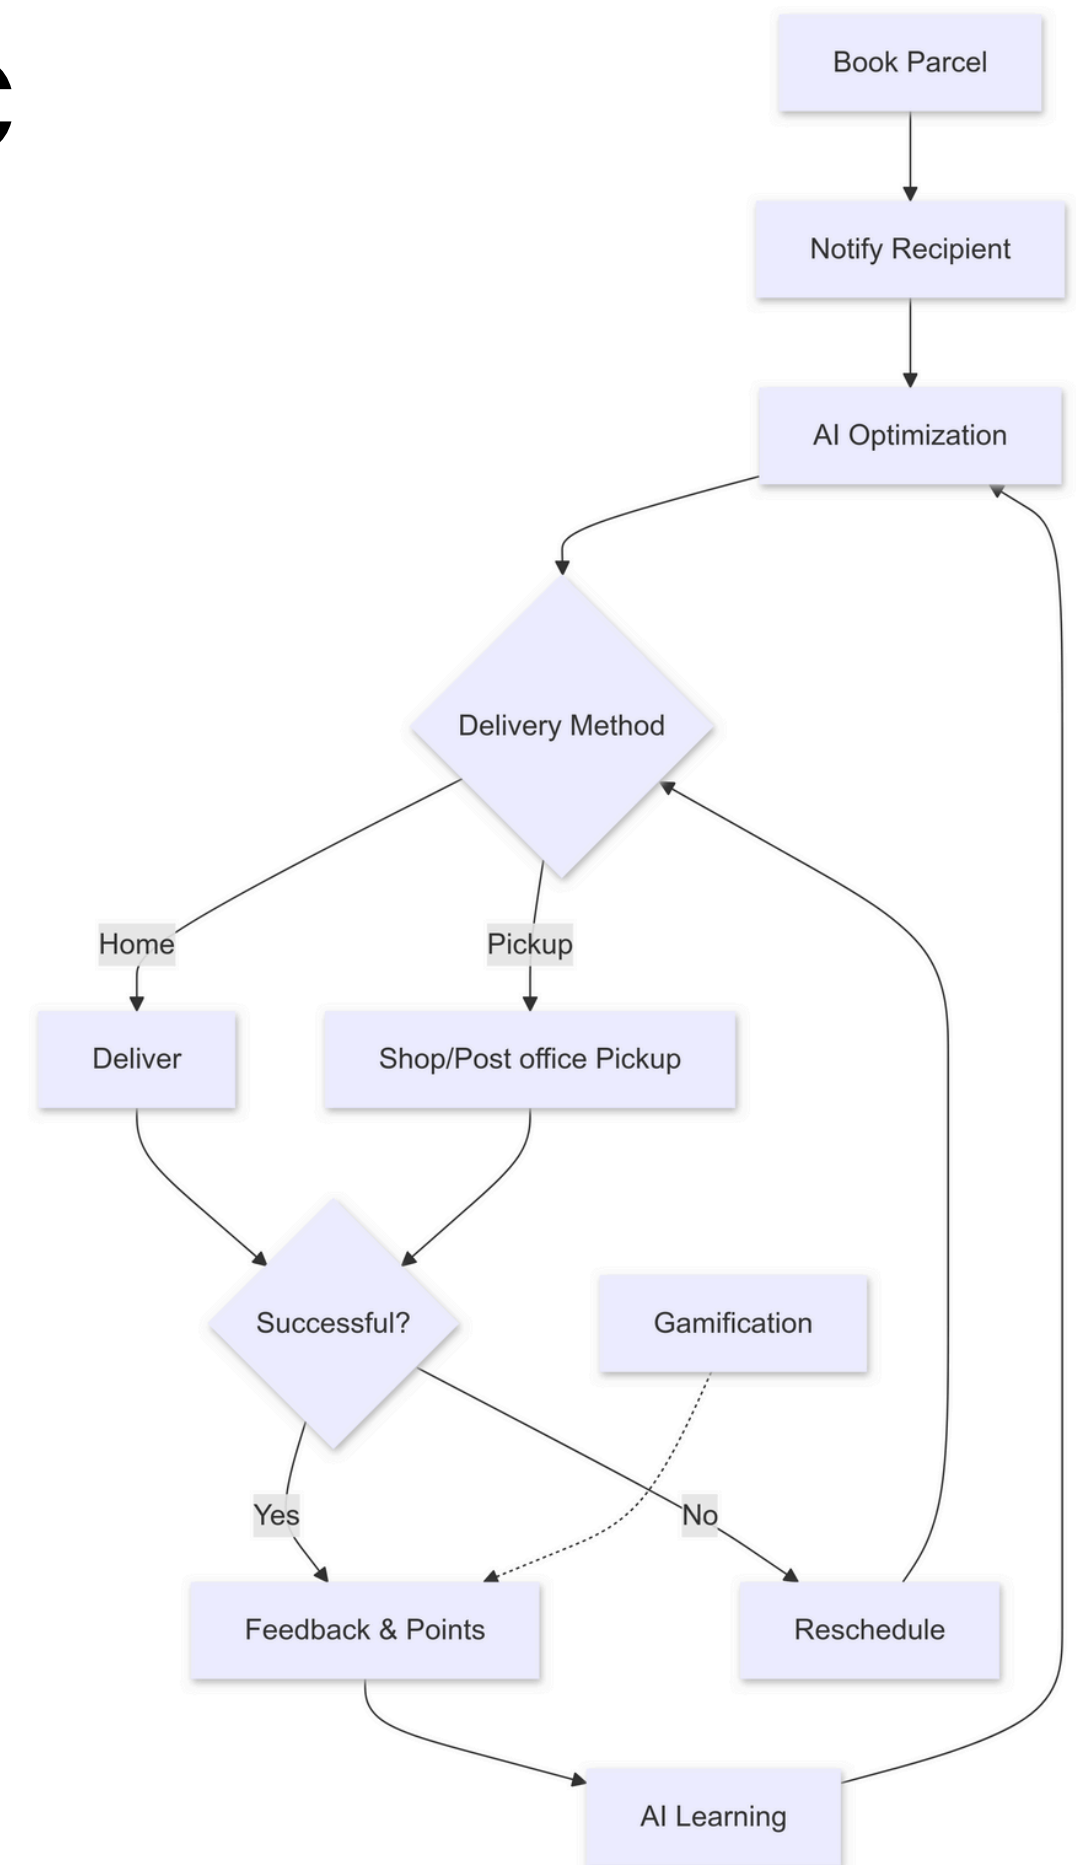 Book Parcel
Notify Recipient
AI Optimization
Delivery Method
Home
Pickup
Deliver
Shop/Post office Pickup
Successful?
Gamification
Yes
No
Feedback & Points
Reschedule
AI Learning